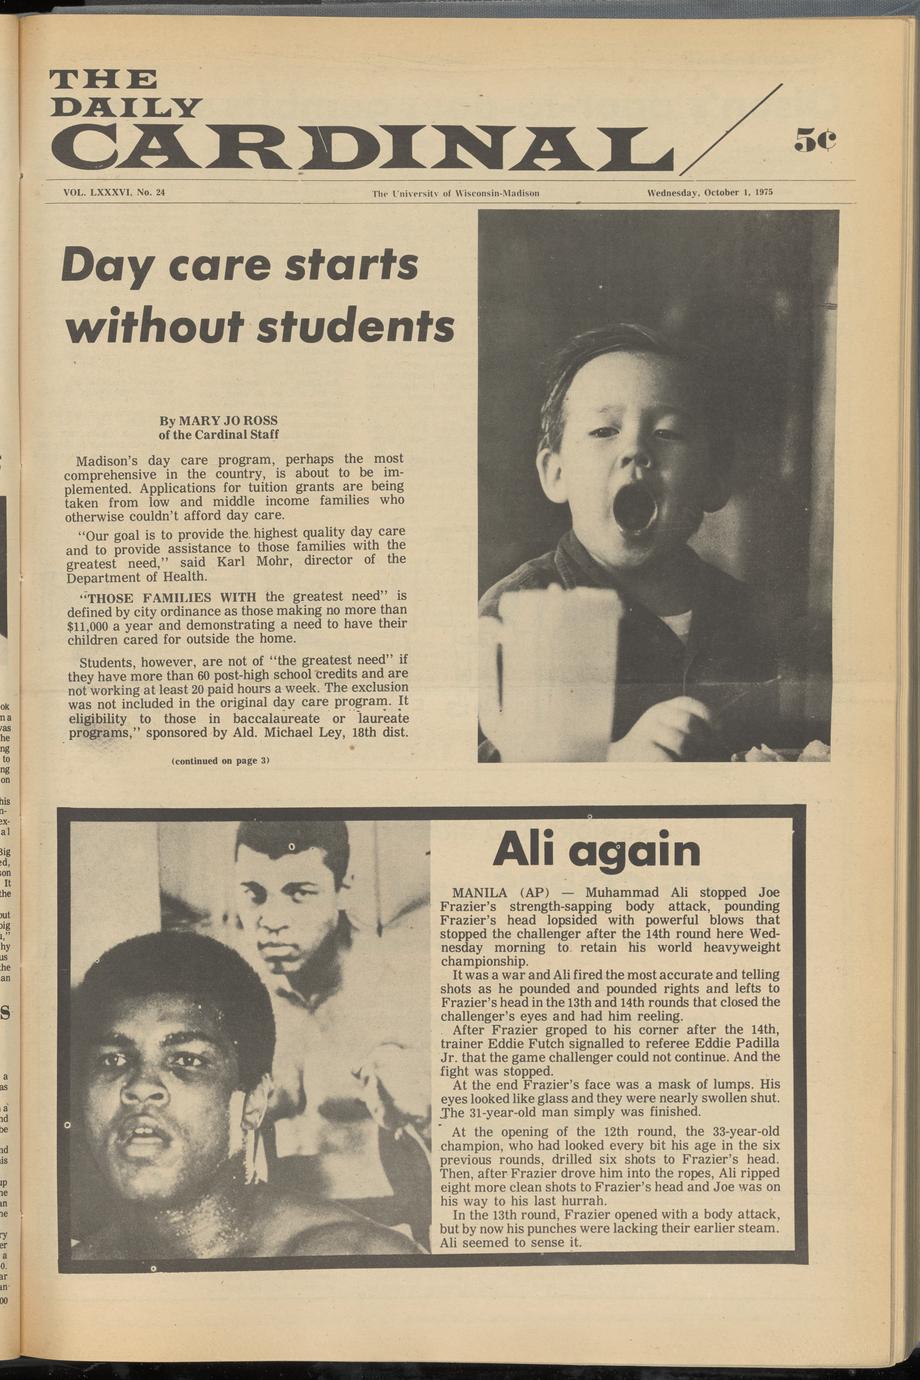 THE
DAILY
CARDINAL
5¢
VOL. LXXXVI, No. 24
The University of Wisconsin-Madison
Wednesday, October 1, 1975
Day care starts
without students
By MARY JO ROSS
of the Cardinal Staff
Madison's day care program, perhaps the most
comprehensive in the country, is about to be im-
plemented. Applications for tuition grants are being
taken from low and middle income families who
otherwise couldn't afford day care.
"Our goal is to provide the highest quality day care
and to provide assistance to those families with the
greatest need," said Karl Mohr, director of the
Department of Health.
"THOSE FAMILIES WITH the greatest need" is
defined by city ordinance as those making no more than
$11,000 a year and demonstrating a need to have their
children cared for outside the home.
Students, however, are not of "the greatest need" if
they have more than 60 post-high school credits and are
not working at least 20 paid hours a week. The exclusion
was not included in the original day care program. It
eligibility to those in baccalaureate or laureate
programs," sponsored by Ald. Michael Ley, 18th dist.
(continued on page 3)
Ali again
MANILA (AP) — Muhammad Ali stopped Joe
Frazier's strength-sapping body attack, pounding
Frazier's head lopsided with powerful blows that
stopped the challenger after the 14th round here Wed-
nesday morning to retain his world heavyweight
championship.
It was a war and Ali fired the most accurate and telling
shots as he pounded and pounded rights and lefts to
Frazier's head in the 13th and 14th rounds that closed the
challenger's eyes and had him reeling.
After Frazier groped to his corner after the 14th,
trainer Eddie Futch signalled to referee Eddie Padilla
Jr. that the game challenger could not continue. And the
fight was stopped.
At the end Frazier's face was a mask of lumps. His
eyes looked like glass and they were nearly swollen shut.
The 31-year-old man simply was finished.
At the opening of the 12th round, the 33-year-old
champion, who had looked every bit his age in the six
previous rounds, drilled six shots to Frazier's head.
Then, after Frazier drove him into the ropes, Ali ripped
eight more clean shots to Frazier's head and Joe was on
his way to his last hurrah.
In the 13th round, Frazier opened with a body attack,
but by now his punches were lacking their earlier steam.
Ali seemed to sense it.